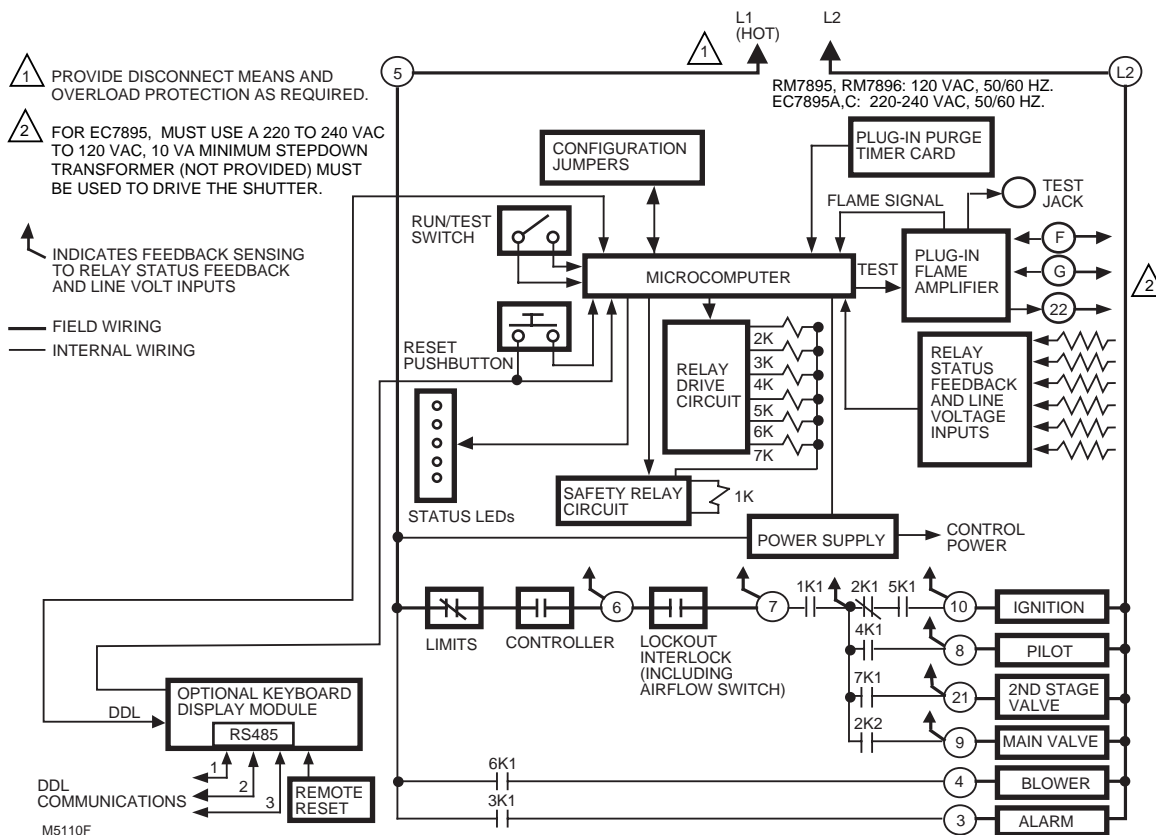 L1
(HOT)
L2
1
5
L2
1 PROVIDE DISCONNECT MEANS AND
OVERLOAD PROTECTION AS REQUIRED.
RM7895, RM7896: 120 VAC, 50/60 HZ.
EC7895A,C: 220-240 VAC, 50/60 HZ.
2 FOR EC7895, MUST USE A 220 TO 240 VAC
TO 120 VAC, 10 VA MINIMUM STEPDOWN
TRANSFORMER (NOT PROVIDED) MUST
BE USED TO DRIVE THE SHUTTER.
CONFIGURATION
JUMPERS
PLUG-IN PURGE
TIMER CARD
FLAME SIGNAL
TEST
JACK
RUN/TEST
SWITCH
INDICATES FEEDBACK SENSING
TO RELAY STATUS FEEDBACK
AND LINE VOLT INPUTS
MICROCOMPUTER
TEST
PLUG-IN
FLAME
AMPLIFIER
F
G
22
2
FIELD WIRING
INTERNAL WIRING
RESET
PUSHBUTTON
RELAY
DRIVE
CIRCUIT
2K
3K
4K
5K
6K
7K
RELAY
STATUS
FEEDBACK
AND LINE
VOLTAGE
INPUTS
STATUS LEDs
SAFETY RELAY
CIRCUIT
1K
POWER SUPPLY
CONTROL
POWER
LIMITS
CONTROLLER
6
LOCKOUT
INTERLOCK
(INCLUDING
AIRFLOW SWITCH)
7
1K1
2K1
5K1
10
IGNITION
4K1
8
PILOT
7K1
21
2ND STAGE
VALVE
2K2
9
MAIN VALVE
6K1
4
BLOWER
3K1
3
ALARM
DDL
OPTIONAL KEYBOARD
DISPLAY MODULE
RS485
1
2
3
DDL
COMMUNICATIONS
REMOTE
RESET
M5110F